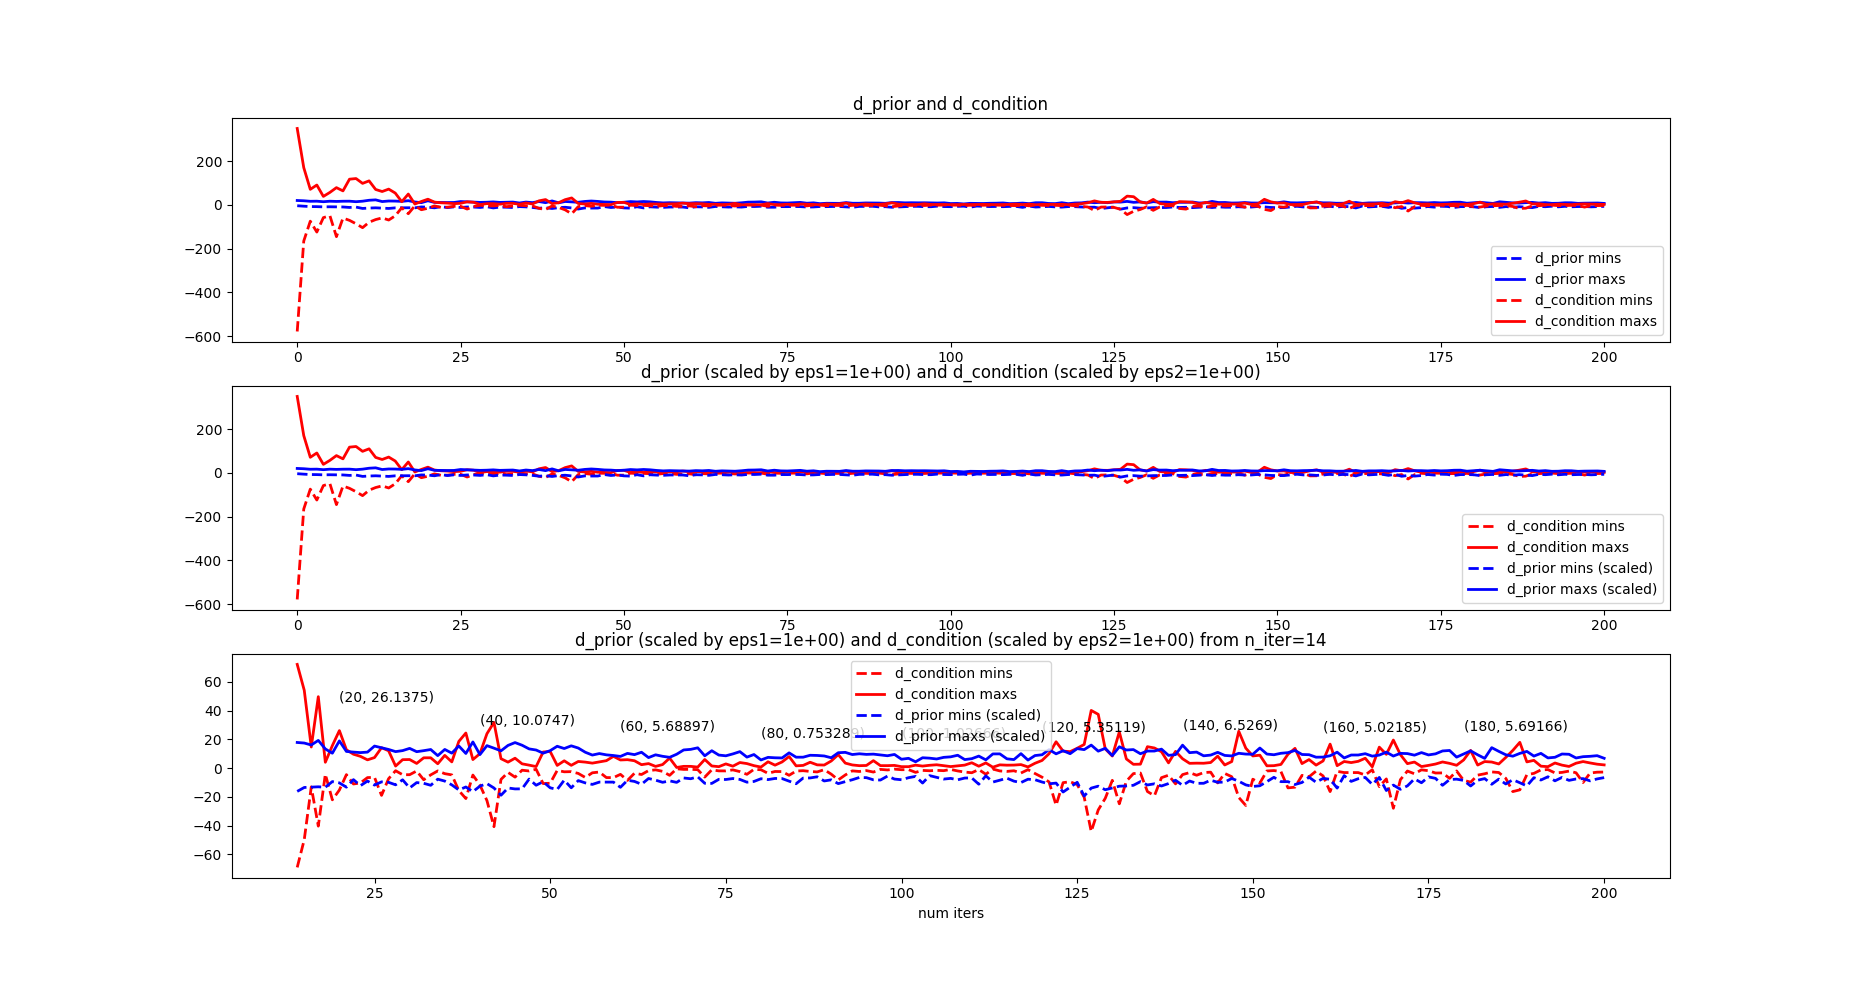 d_prior and d_condition
200
0
−200
−400
−600
d_prior mins
d_prior maxs
d_condition mins
d_condition maxs
0 25 50 75 100 125 150 175 200
d_prior (scaled by eps1=1e+00) and d_condition (scaled by eps2=1e+00)
200
0
−200
−400
−600
d_condition mins
d_condition maxs
d_prior mins (scaled)
d_prior maxs (scaled)
0 25 50 75 100 125 150 175 200
d_prior (scaled by eps1=1e+00) and d_condition (scaled by eps2=1e+00) from n_iter=14
60
40
20
0
−20
−40
−60
d_condition mins
d_condition maxs
d_prior mins (scaled)
d_prior maxs (scaled)
(20, 26.1375)
(40, 10.0747)
(60, 5.68897)
(80, 0.753289)
(120, 5.35119)
(140, 6.5269)
(160, 5.02185)
(180, 5.69166)
25 50 75 100 125 150 175 200
num iters